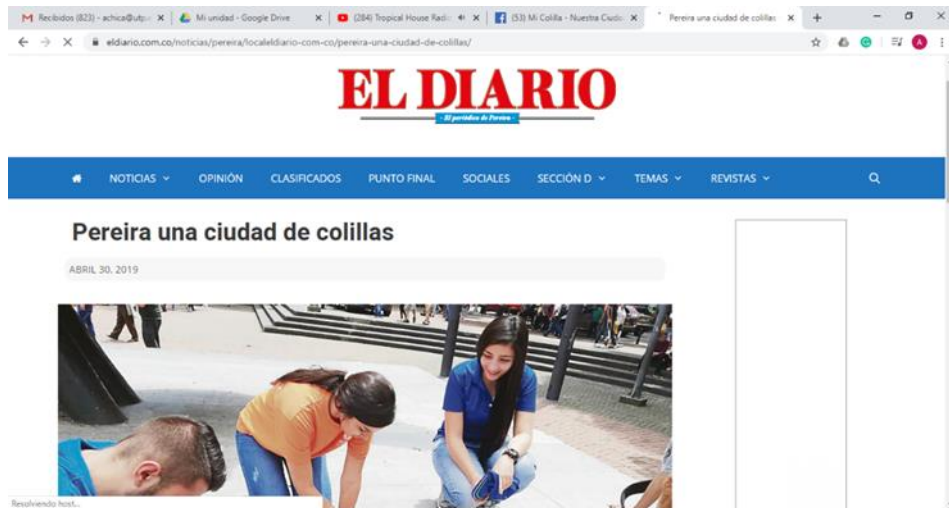 Recibidos (823) - achica@utp.
Mi unidad - Google Drive
(284) Tropical House Radio
(53) Mi Colilla - Nuestra Ciuda
Pereira una ciudad de colillas
eldiario.com.co/noticias/pereira/localeldiario-com-co/pereira-una-ciudad-de-colillas/
A
EL DIARIO
- El periódico de Pereira -
NOTICIAS OPINIÓN CLASIFICADOS PUNTO FINAL SOCIALES SECCIÓN D TEMAS REVISTAS
Pereira una ciudad de colillas
ABRIL 30, 2019
Resolviendo host...